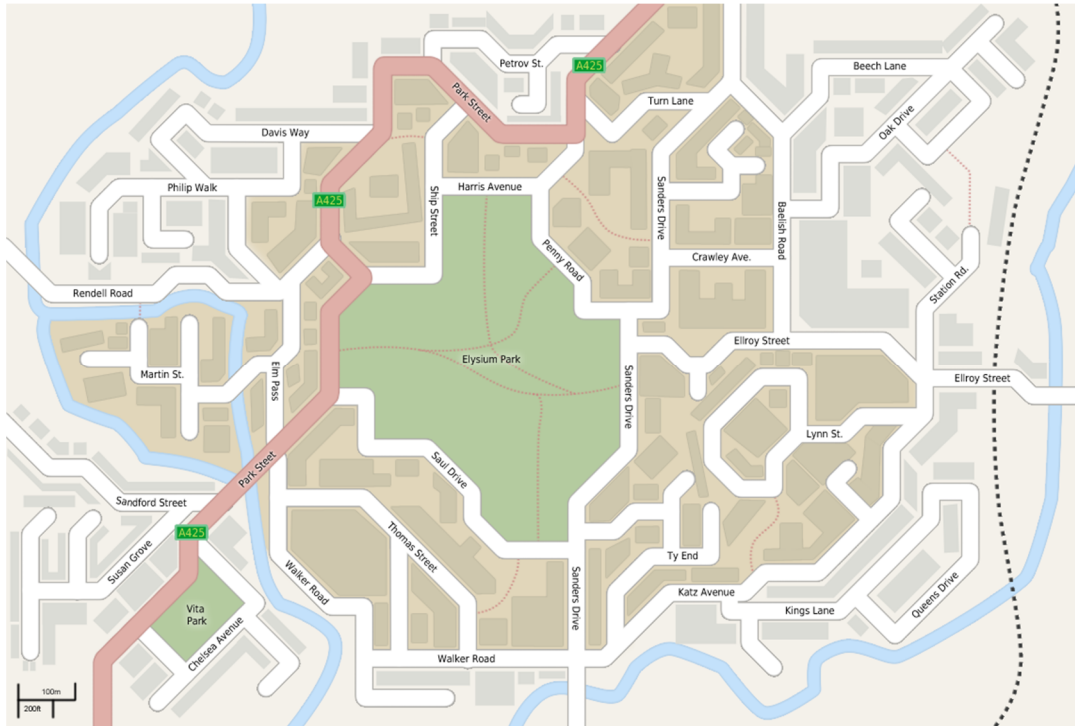 Petrov St.
A425
Beech Lane
Park Street
Turn Lane
Davis Way
Oak Drive
Philip Walk
Harris Avenue
A425
Ship Street
Sanders Drive
Baelish Road
Penny Road
Crawley Ave.
Rendell Road
Station Rd.
Ellroy Street
Elysium Park
Martin St.
Elm Pass
Sanders Drive
Ellroy Street
Lynn St.
Park Steet
Saul Drive
Sandford Street
A425
Thomas Street
Susan Grove
Ty End
Walker Road
Sanders Drive
Katz Avenue
Queens Drive
Kings Lane
Vita
Park
Chelsea Avenue
Walker Road
100m
200ft